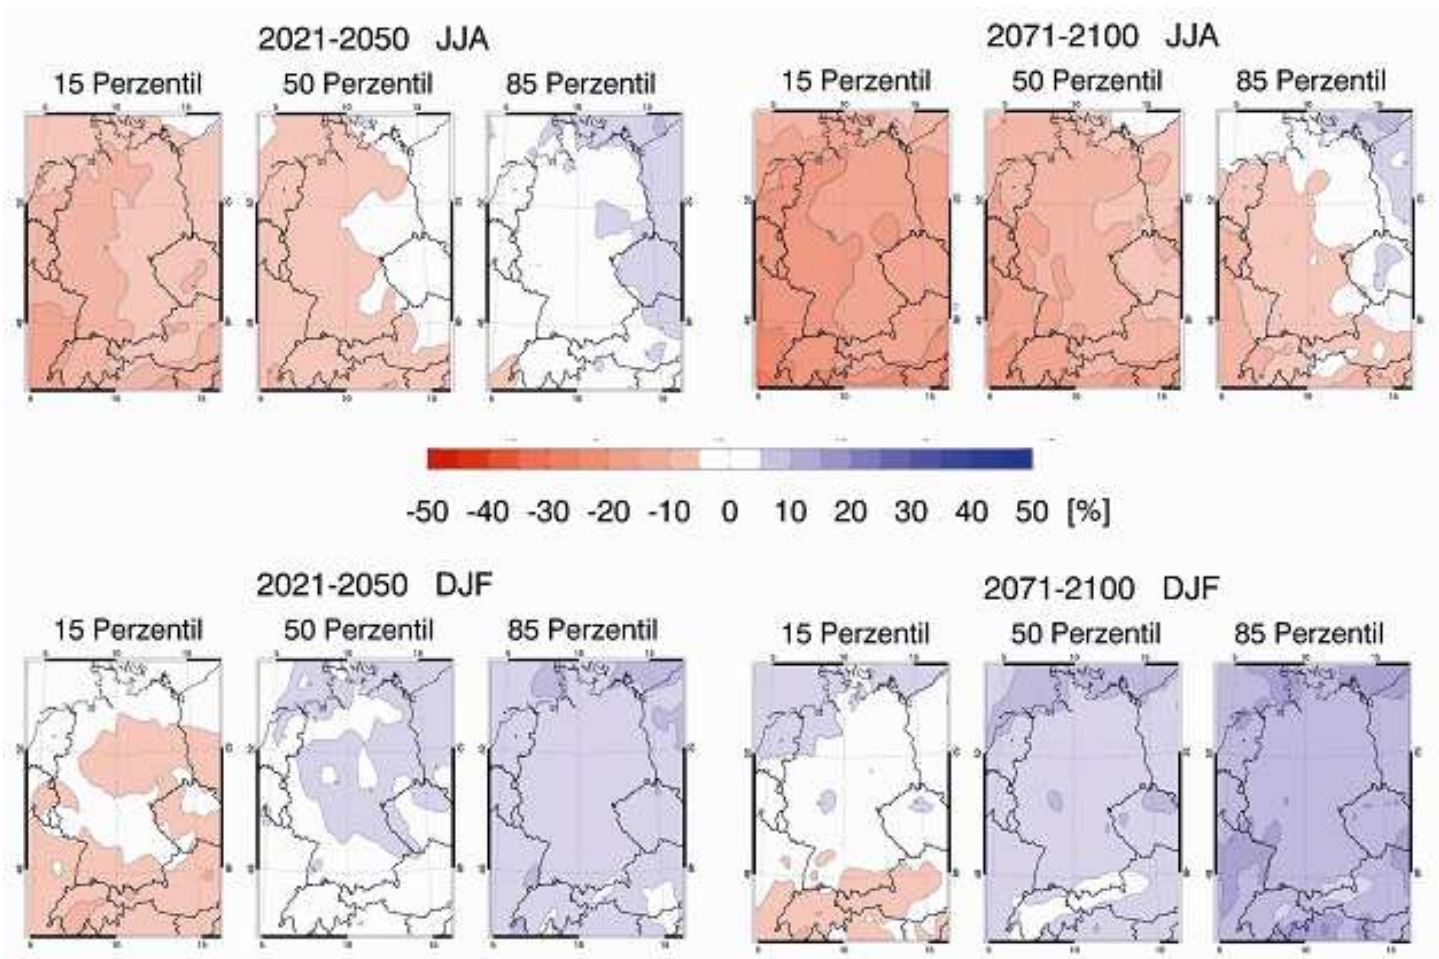 2021-2050 JJA
2071-2100 JJA
15 Perzentil
50 Perzentil
85 Perzentil
15 Perzentil
50 Perzentil
85 Perzentil
-50 -40 -30 -20 -10 0 10 20 30 40 50 [%]
2021-2050 DJF
2071-2100 DJF
15 Perzentil
50 Perzentil
85 Perzentil
15 Perzentil
50 Perzentil
85 Perzentil